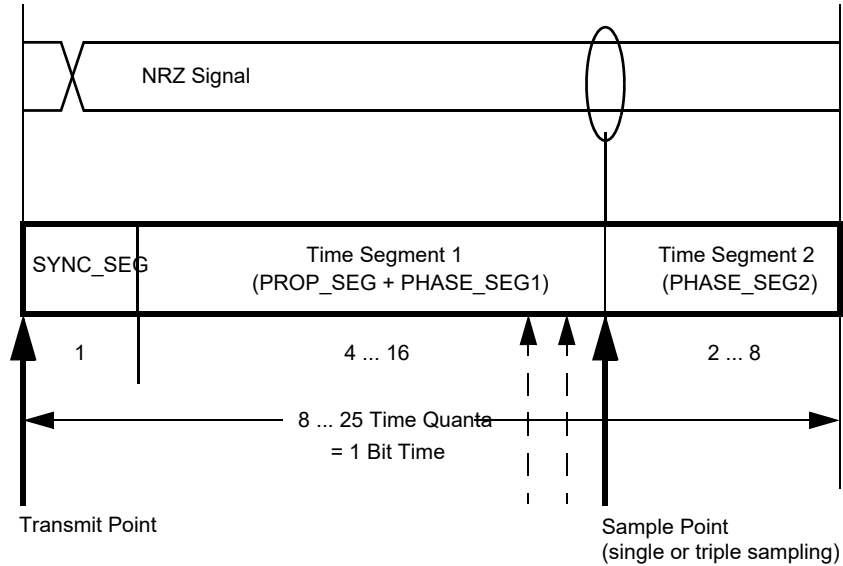 NRZ Signal
SYNC_SEG
Time Segment 1
(PROP_SEG + PHASE_SEG1)
Time Segment 2
(PHASE_SEG2)
1
4 ... 16
2 ... 8
8 ... 25 Time Quanta
= 1 Bit Time
Transmit Point
Sample Point
(single or triple sampling)